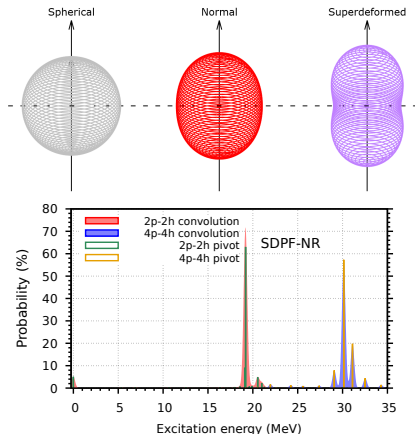 Spherical Normal Superdeformed
80
70
60
50
40
30
20
10
0
Probability (%)
2p-2h convolution
4p-4h convolution
2p-2h pivot
4p-4h pivot
SDPF-NR
0 5 10 15 20 25 30 35
Excitation energy (MeV)